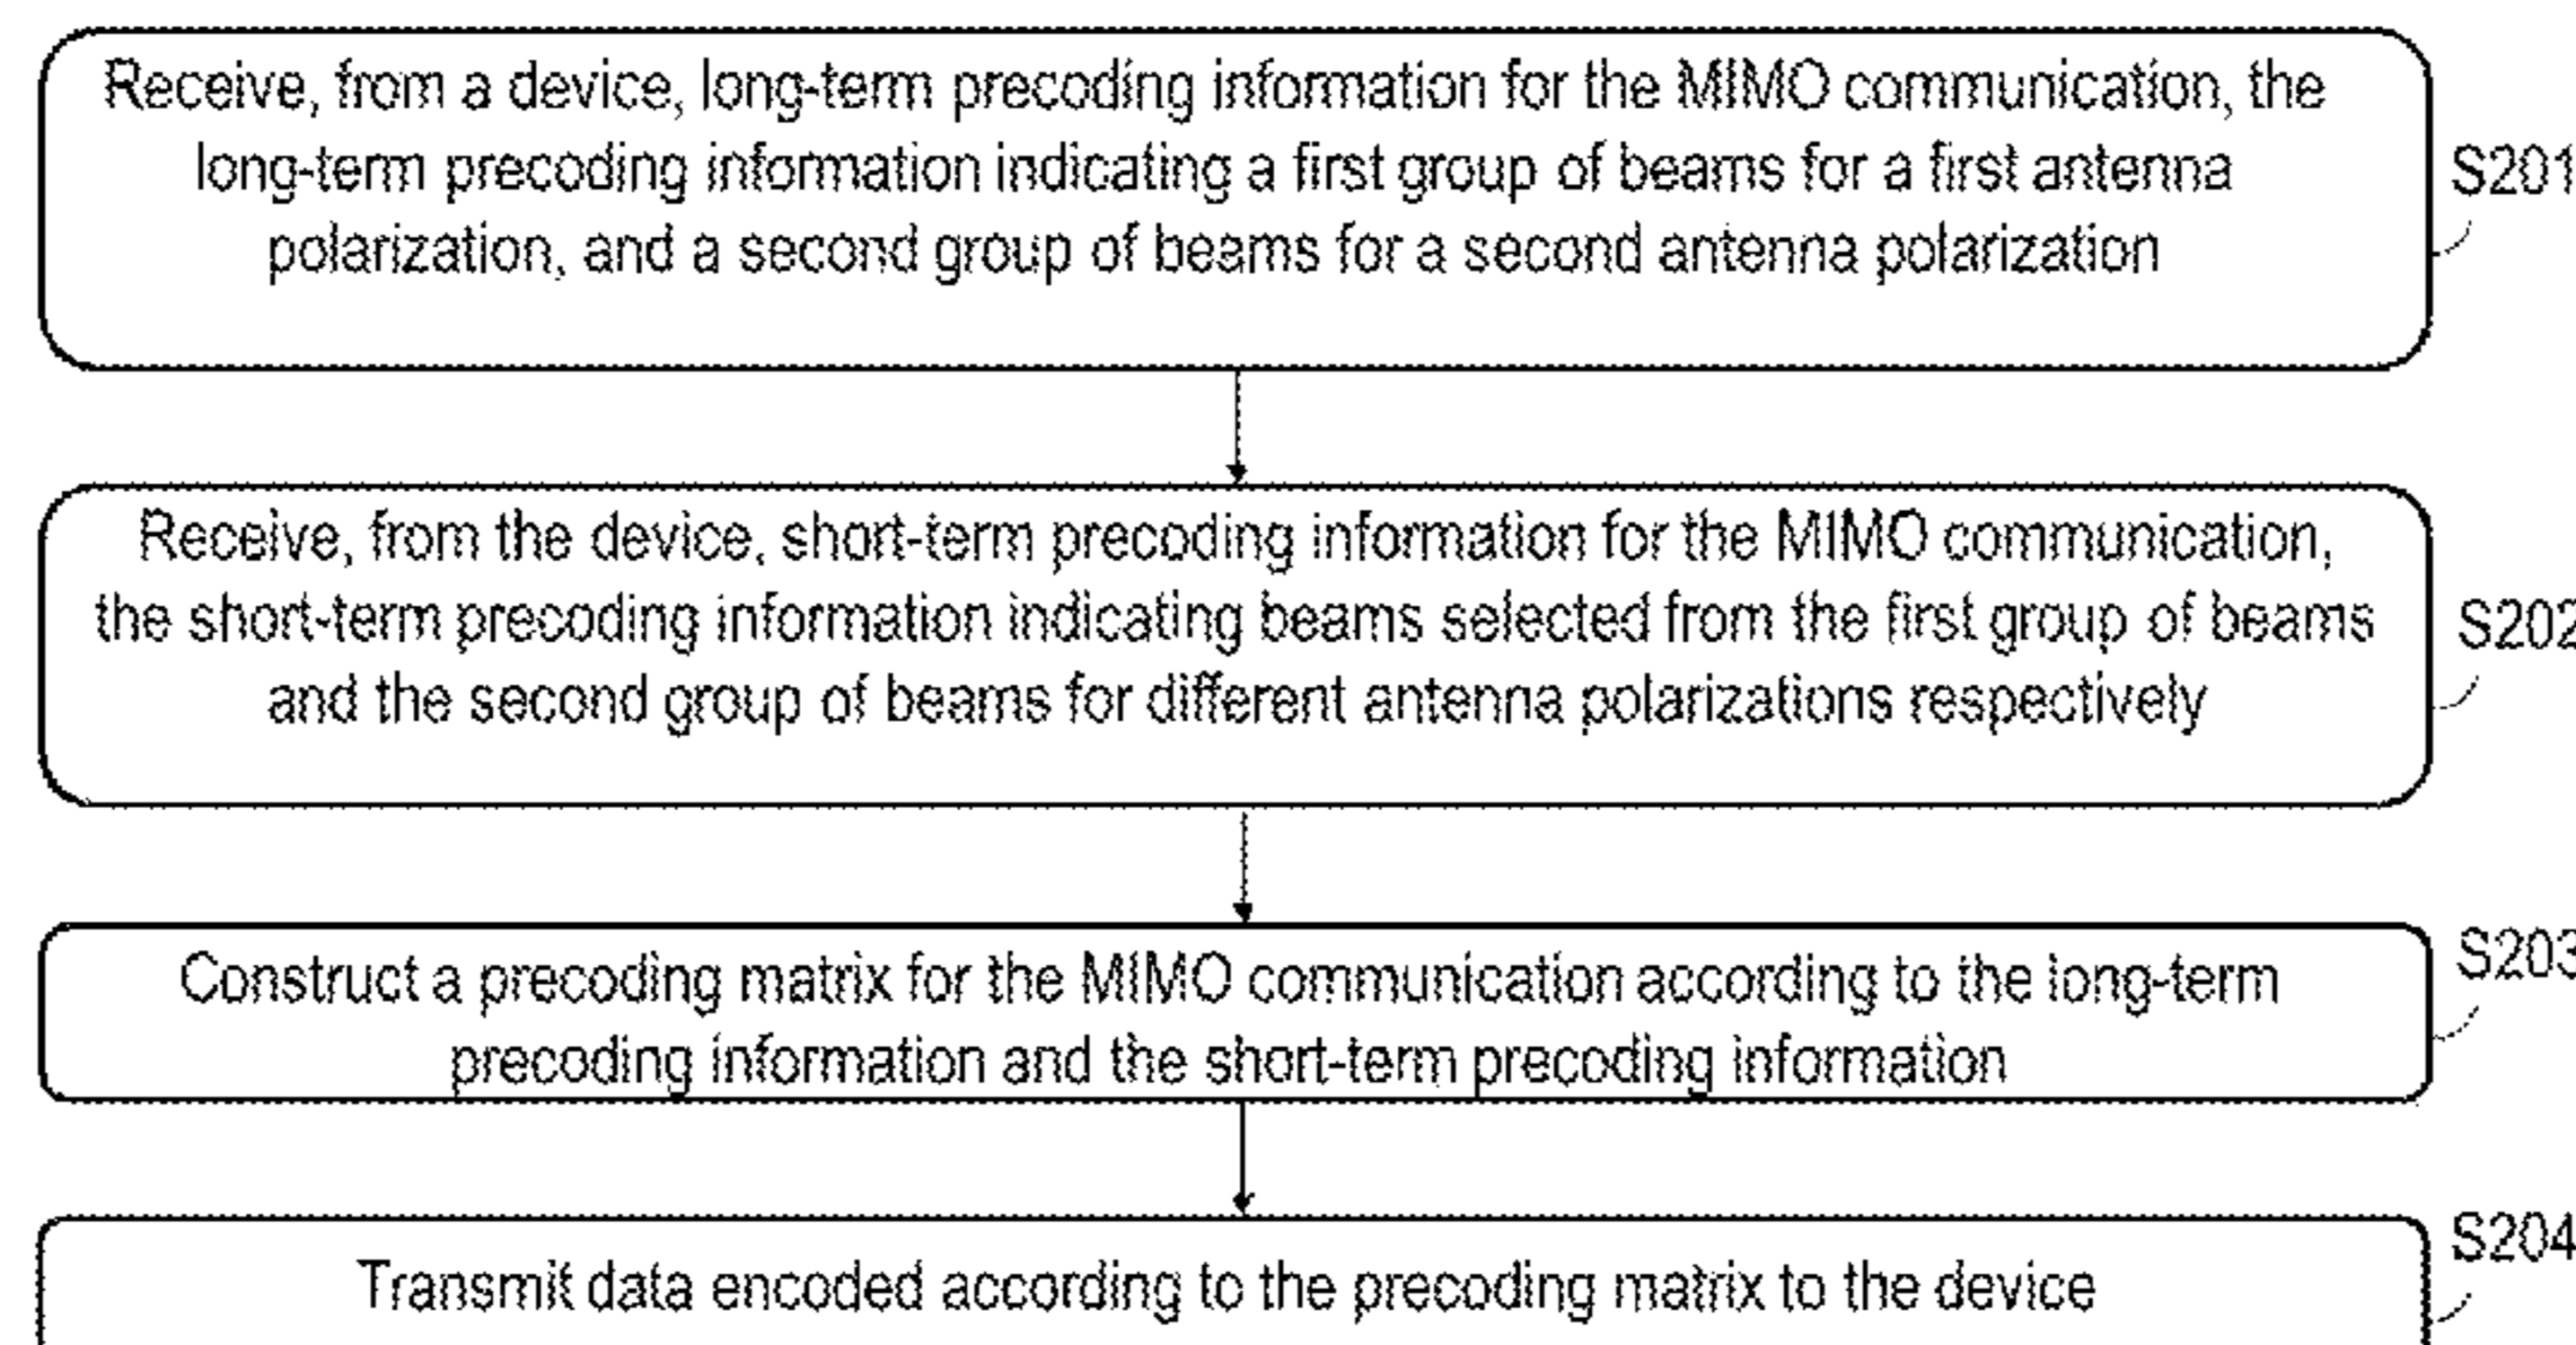 Receive, from a device, long-term precoding information for the MIMO communication, the
long-term precoding information indicating a first group of beams for a first antenna
polarization, and a second group of beams for a second antenna polarization
S201
Receive, from the device, short-term precoding information for the MIMO communication,
the short-term precoding information indicating beams selected from the first group of beams
and the second group of beams for different antenna polarizations respectively
S202
Construct a precoding matrix for the MIMO communication according to the long-term
precoding information and the short-term precoding information
S203
Transmit data encoded according to the precoding matrix to the device
S204